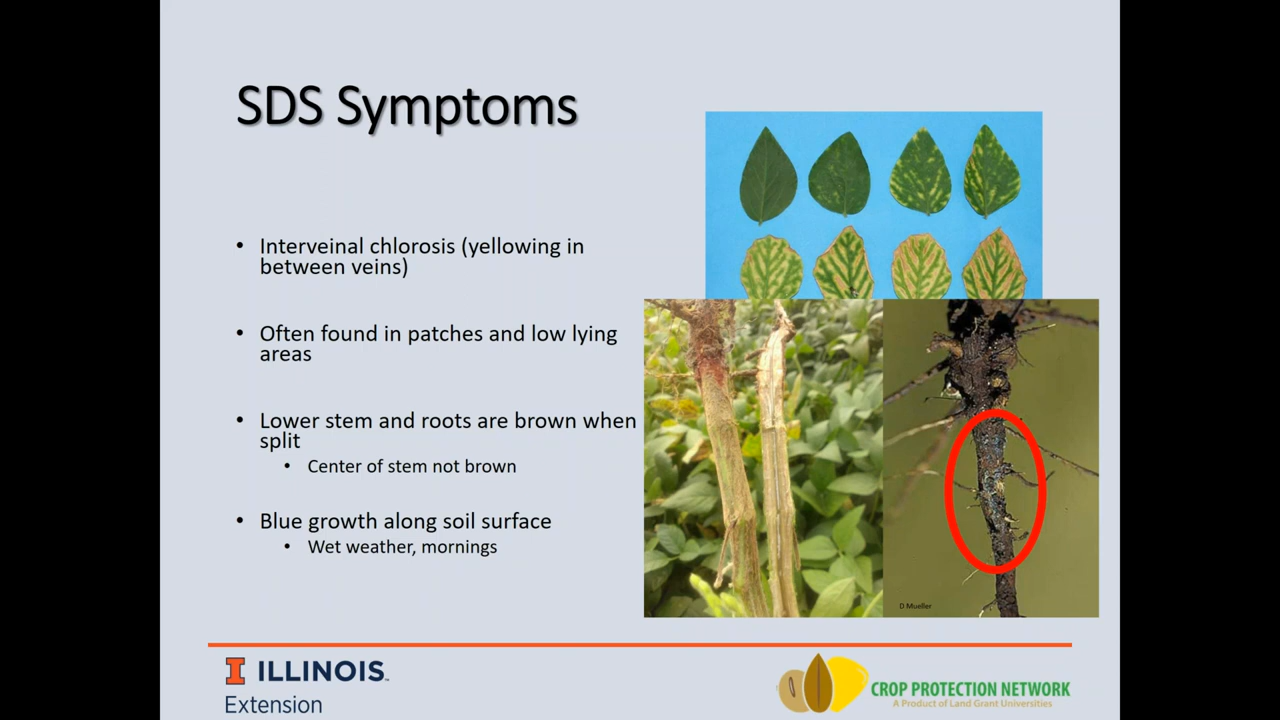 SDS Symptoms
• Interveinal chlorosis (yellowing in
between veins)
• Often found in patches and low lying
areas
• Lower stem and roots are brown when
split
• Center of stem not brown
• Blue growth along soil surface
• Wet weather, mornings
D Mueller
I ILLINOIS
Extension
CROP PROTECTION NETWORK
A Product of Land Grant Universities